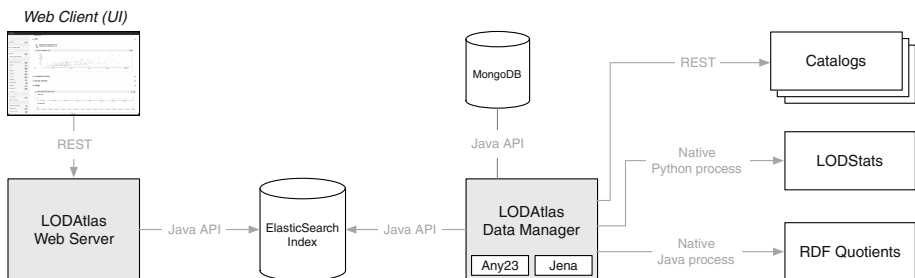 Web Client (UI)
REST
LODAtlas
Web Server
Java API
ElasticSearch
Index
Java API
MongoDB
Java API
LODAtlas
Data Manager
Any23
Jena
REST
Catalogs
Native
Python process
LODStats
Native
Java process
RDF Quotients